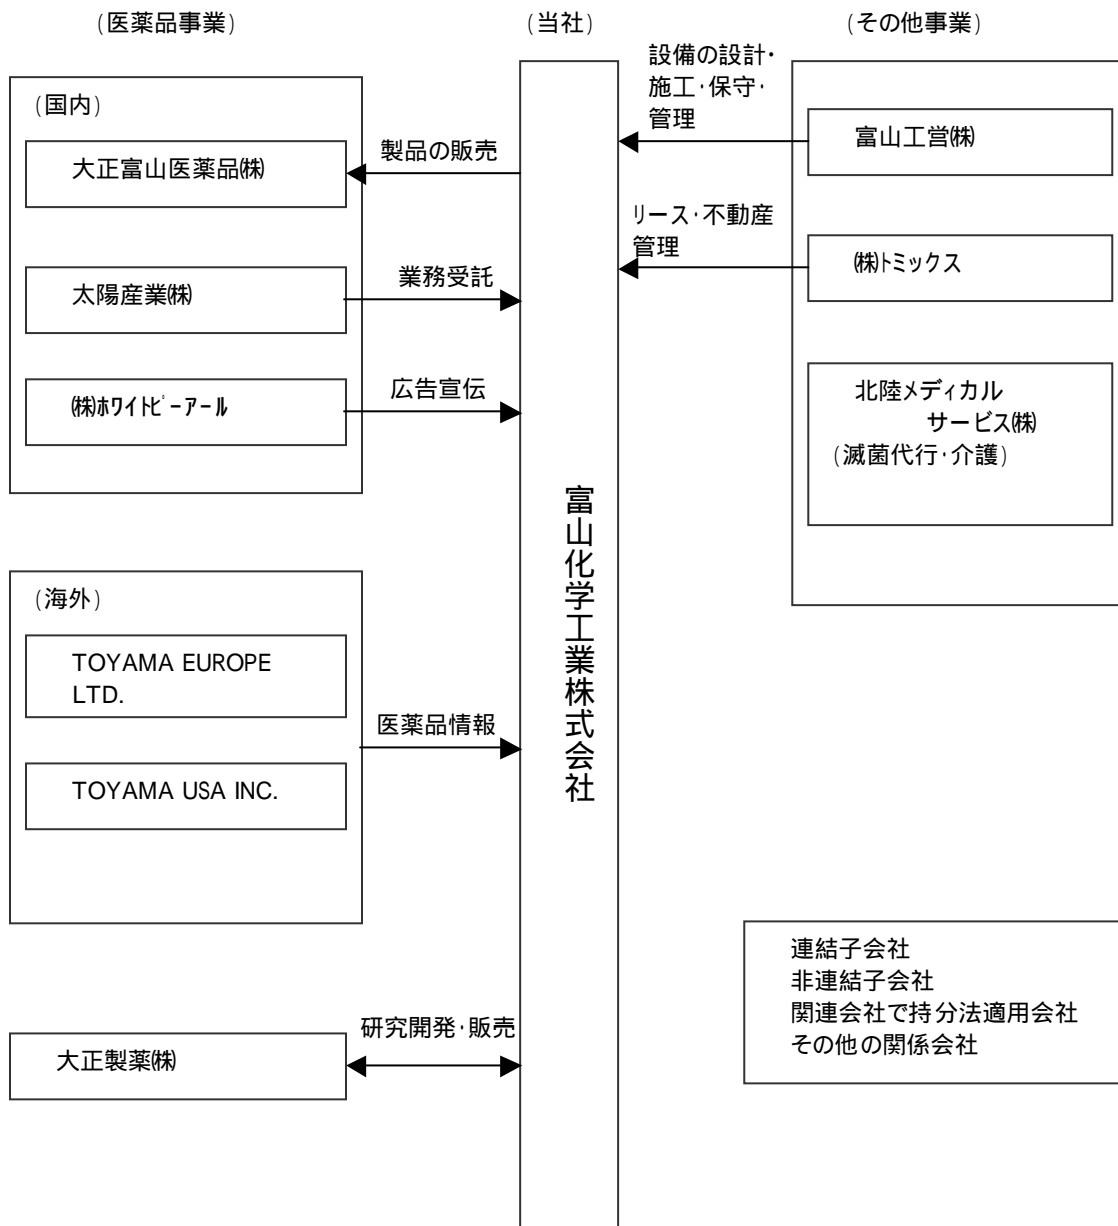 (医薬品事業)
(当社)
(その他事業)
(国内)
大正富山医薬品㈱
製品の販売
太陽産業㈱
業務受託
㈱ホワイトピーアール
広告宣伝
(海外)
TOYAMA EUROPE
LTD.
TOYAMA USA INC.
医薬品情報
大正製薬㈱
研究開発・販売
富山化学工業株式会社
設備の設計・
施工・保守・
管理
富山工営㈱
リース・不動産
管理
㈱トミックス
北陸メディカル
サービス㈱
(滅菌代行・介護)
連結子会社
非連結子会社
関連会社で持分法適用会社
その他の関係会社